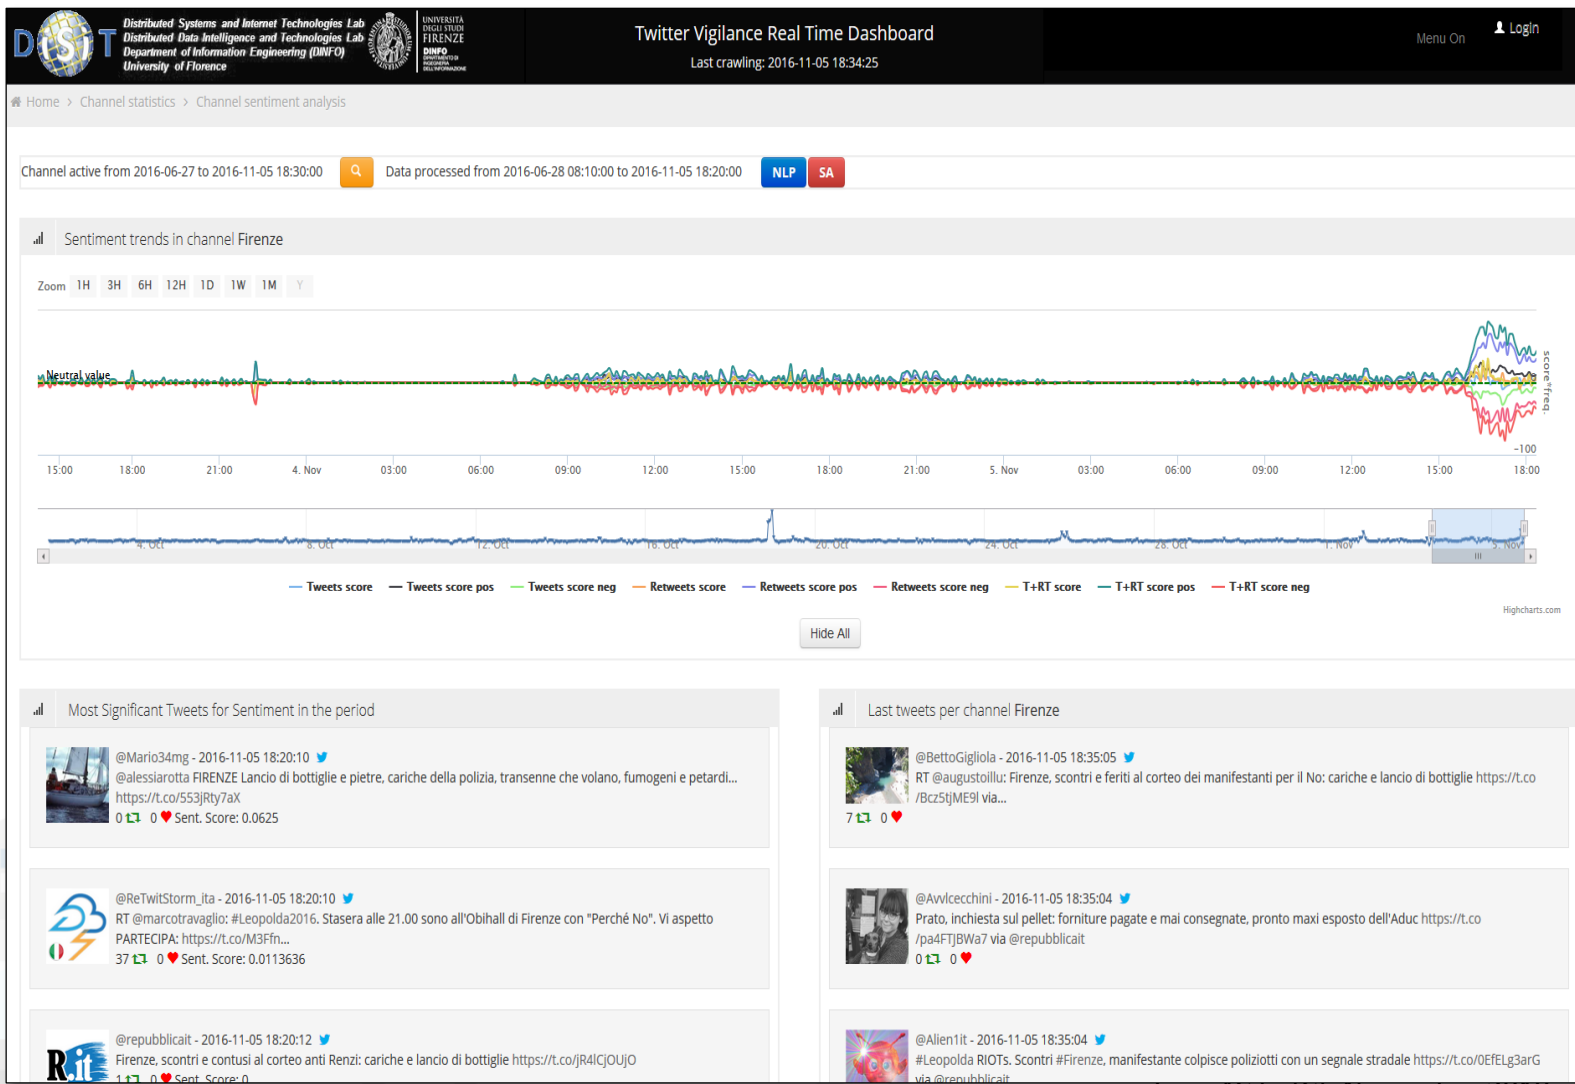 DISIT
Distributed Systems and Internet Technologies Lab
Distributed Data Intelligence and Technologies Lab
Department of Information Engineering (DINFO)
University of Florence
UNIVERSITÀ
DEGLI STUDI
FIRENZE
DINFO
DIPARTIMENTO DI
INGEGNERIA
DELL'INFORMAZIONE
Twitter Vigilance Real Time Dashboard
Last crawling: 2016-11-05 18:34:25
Menu On
Login
Home > Channel statistics > Channel sentiment analysis
Channel active from 2016-06-27 to 2016-11-05 18:30:00
Data processed from 2016-06-28 08:10:00 to 2016-11-05 18:20:00
NLP SA
Sentiment trends in channel Firenze
Zoom 1H 3H 6H 12H 1D 1W 1M Y
Neutral value
score*freq.
-100
15:00 18:00 21:00 4. Nov 03:00 06:00 09:00 12:00 15:00 18:00 21:00 5. Nov 03:00 06:00 09:00 12:00 15:00 18:00
4. Oct 8. Oct 12. Oct 16. Oct 20. Oct 24. Oct 28. Oct 1. Nov 5. Nov
Tweets score Tweets score pos Tweets score neg Retweets score Retweets score pos Retweets score neg T+RT score T+RT score pos T+RT score neg
Highcharts.com
Hide All
Most Significant Tweets for Sentiment in the period
@Mario34mg - 2016-11-05 18:20:10
@alessiarotta FIRENZE Lancio di bottiglie e pietre, cariche della polizia, transenne che volano, fumogeni e petardi...
https://t.co/553jRty7aX
0 0 Sent. Score: 0.0625
@ReTwitStorm_ita - 2016-11-05 18:20:10
RT @marcotravaglio: #Leopolda2016. Stasera alle 21.00 sono all'Obihall di Firenze con "Perché No". Vi aspetto
PARTECIPA: https://t.co/M3Ffn...
37 0 Sent. Score: 0.0113636
R.it
@repubblicait - 2016-11-05 18:20:12
Firenze, scontri e contusi al corteo anti Renzi: cariche e lancio di bottiglie https://t.co/jR4lCjOUjO
1 0 Sent. Score: 0
Last tweets per channel Firenze
@BettoGigliola - 2016-11-05 18:35:05
RT @augustoillu: Firenze, scontri e feriti al corteo dei manifestanti per il No: cariche e lancio di bottiglie https://t.co
/Bcz5tjME9l via...
7 0
@Avvlcecchini - 2016-11-05 18:35:04
Prato, inchiesta sul pellet: forniture pagate e mai consegnate, pronto maxi esposto dell'Aduc https://t.co
/pa4FTJBWa7 via @repubblicait
0 0
@Alien1it - 2016-11-05 18:35:04
#Leopolda RIOTs. Scontri #Firenze, manifestante colpisce poliziotti con un segnale stradale https://t.co/0EfELg3arG
via @repubblicait